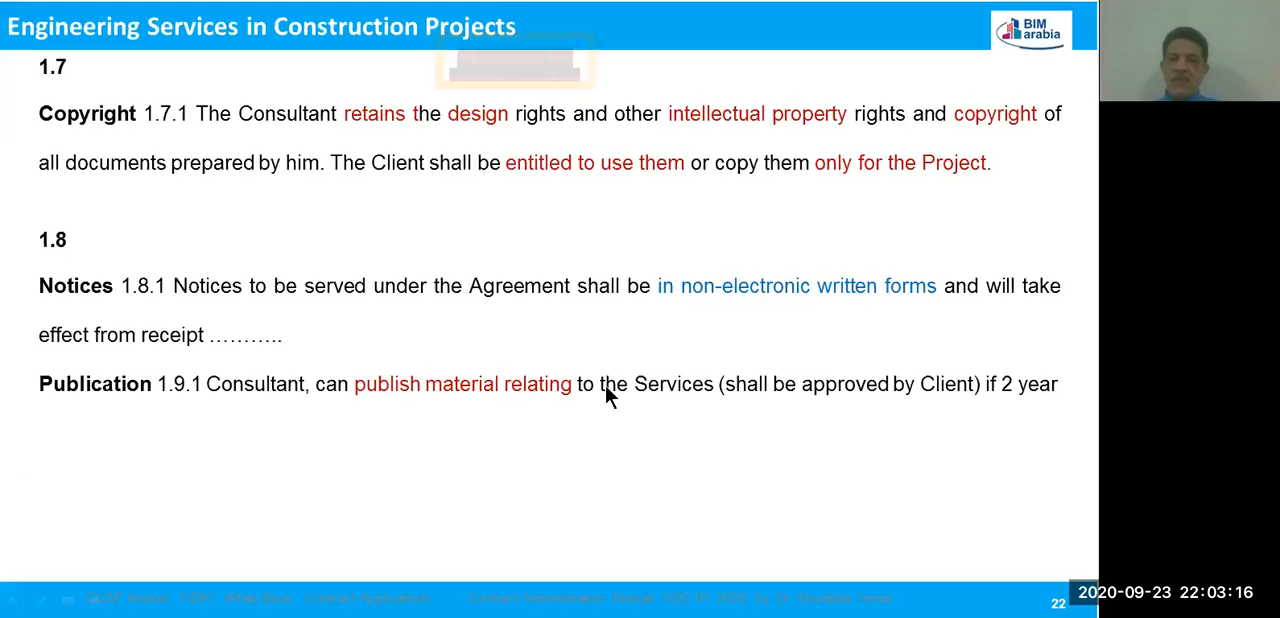 Engineering Services in Construction Projects
BIM
arabia
1.7
Copyright 1.7.1 The Consultant retains the design rights and other intellectual property rights and copyright of
all documents prepared by him. The Client shall be entitled to use them or copy them only for the Project.
1.8
Notices 1.8.1 Notices to be served under the Agreement shall be in non-electronic written forms and will take
effect from receipt ………..
Publication 1.9.1 Consultant, can publish material relating to the Services (shall be approved by Client) if 2 year
22
2020-09-23 22:03:16